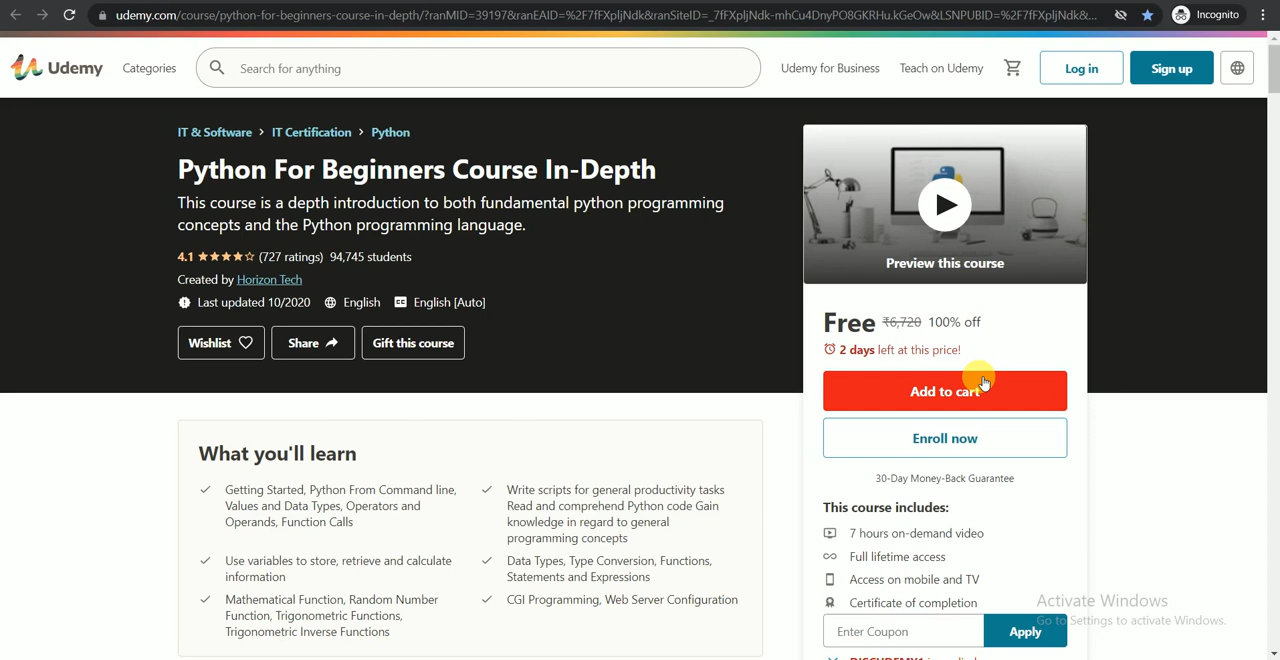 udemy.com/course/python-for-beginners-course-in-depth/?ranMID=39197&ranEAID=%2F7fFXpljNdk&ranSiteID=_7fFXpljNdk-mhCu4DnyPO8GKRHu.kGeOw&LSNPUBID=%2F7fFXpljNdk&...
Incognito
Udemy
Categories
Search for anything
Udemy for Business
Teach on Udemy
Log in
Sign up
IT & Software > IT Certification > Python
Python For Beginners Course In-Depth
This course is a depth introduction to both fundamental python programming
concepts and the Python programming language.
4.1 (727 ratings) 94,745 students
Created by Horizon Tech
Last updated 10/2020 English English [Auto]
Wishlist
Share
Gift this course
Preview this course
Free ₹6,720 100% off
2 days left at this price!
Add to cart
Enroll now
30-Day Money-Back Guarantee
This course includes:
7 hours on-demand video
Full lifetime access
Access on mobile and TV
Certificate of completion
Enter Coupon
Apply
What you'll learn
Getting Started, Python From Command line,
Values and Data Types, Operators and
Operands, Function Calls
Write scripts for general productivity tasks
Read and comprehend Python code Gain
knowledge in regard to general
programming concepts
Use variables to store, retrieve and calculate
information
Data Types, Type Conversion, Functions,
Statements and Expressions
Mathematical Function, Random Number
Function, Trigonometric Functions,
Trigonometric Inverse Functions
CGI Programming, Web Server Configuration
Activate Windows
Go to Settings to activate Windows.